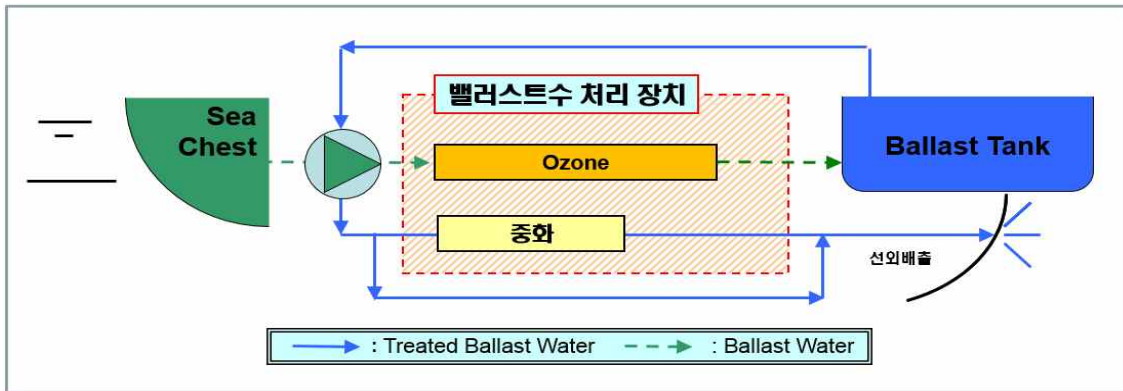 밸러스트수 처리 장치
Sea
Chest
Ozone
Ballast Tank
중화
선외배출
: Treated Ballast Water
: Ballast Water